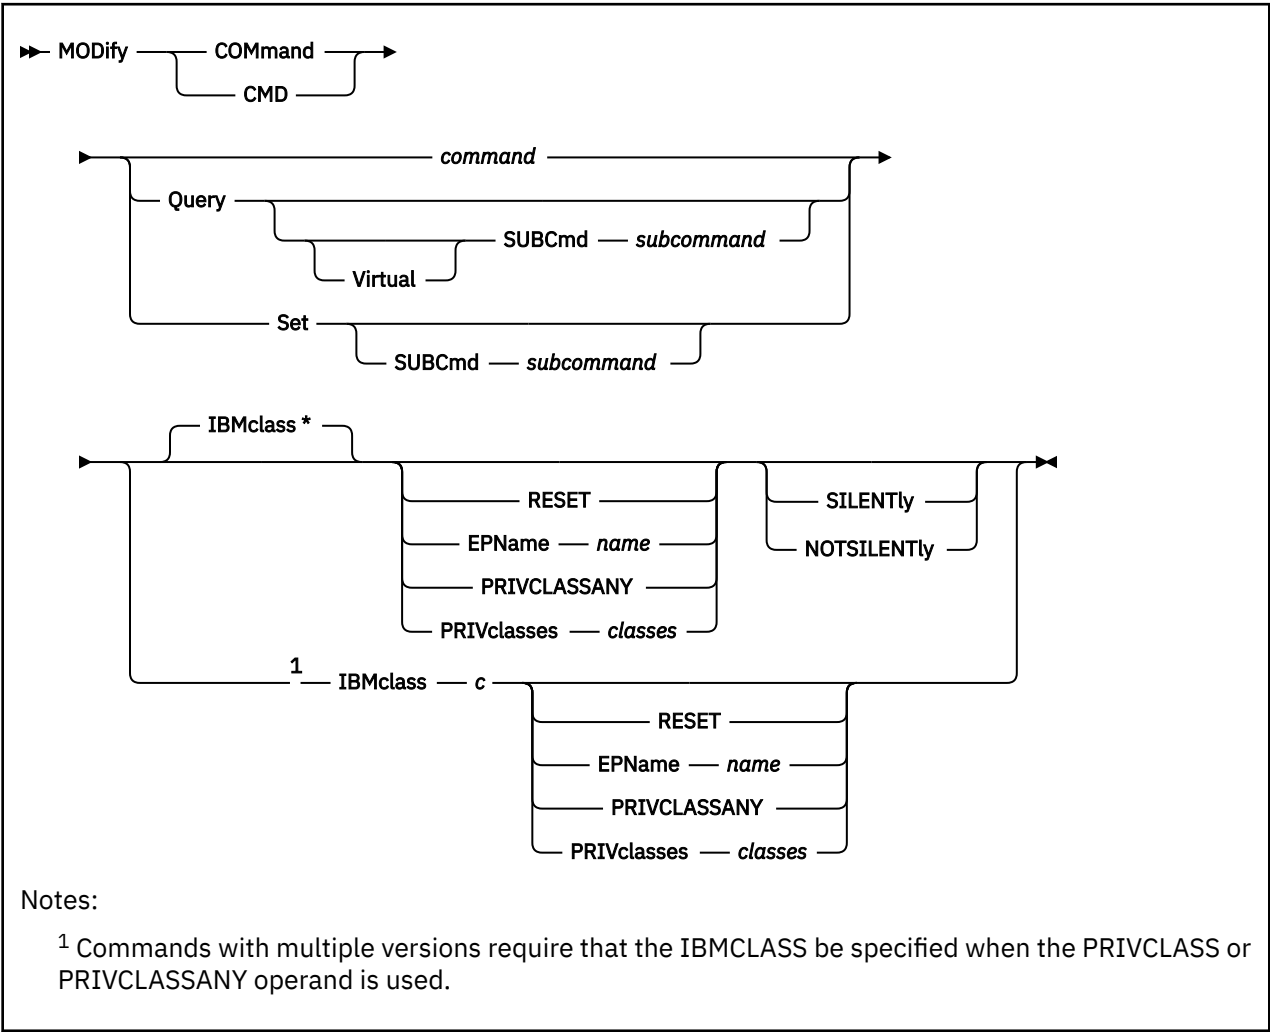 MODify COMmand
CMD
command
Query
SUBCmd subcommand
Virtual
Set
SUBCmd subcommand
IBMclass *
RESET
SILENTly
EPName name
NOTSILENTly
PRIVCLASSANY
PRIVclasses classes
1
IBMclass c
RESET
EPName name
PRIVCLASSANY
PRIVclasses classes
Notes:
1 Commands with multiple versions require that the IBMCLASS be specified when the PRIVCLASS or
PRIVCLASSANY operand is used.